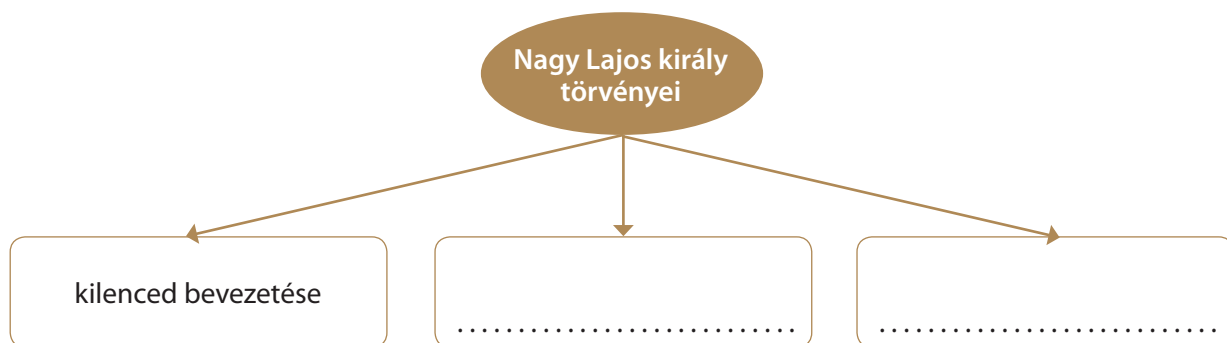 Nagy Lajos király
törvényei
kilenced bevezetése
............................
............................